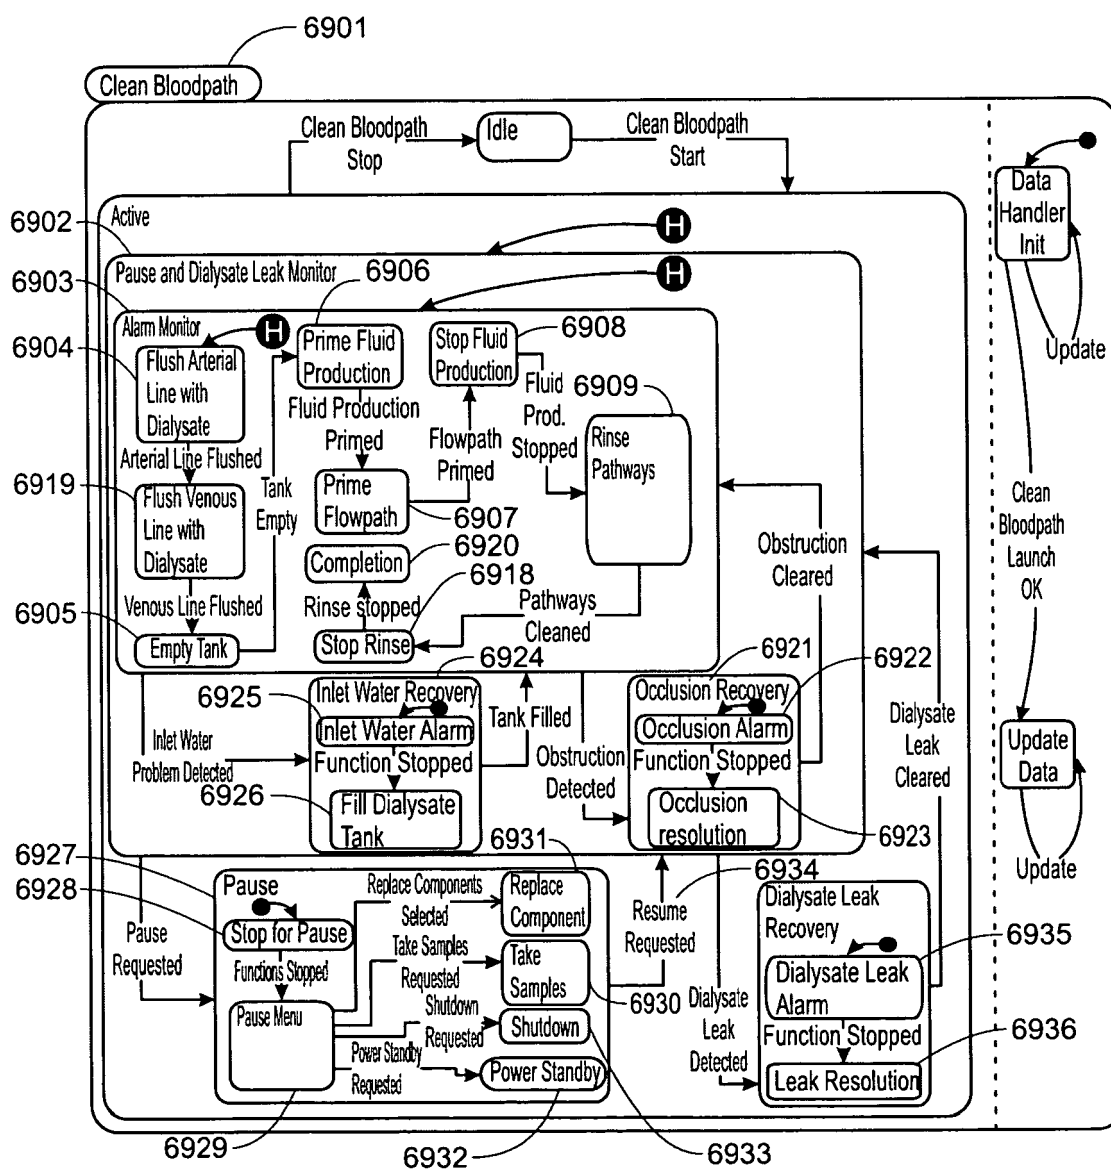 6901
Clean Bloodpath
Clean Bloodpath
Stop
Idle
Clean Bloodpath
Start
Data
Handler
Init
Update
Clean
Bloodpath
Launch
OK
Update
Data
Update
Active
H
6902
Pause and Dialysate Leak Monitor
H
6903
Alarm Monitor
H
6904
Flush Arterial
Line with
Dialysate
Arterial Line Flushed
6919
Flush Venous
Line with
Dialysate
Venous Line Flushed
6905
Empty Tank
Tank
Empty
6906
Prime Fluid
Production
Fluid Production
Primed
Prime
Flowpath
6907
Flowpath
Primed
6908
Stop Fluid
Production
Fluid
Prod.
Stopped
6909
Rinse
Pathways
Pathways
Cleaned
6918
Stop Rinse
Rinse stopped
6920
Completion
Inlet Water
Problem Detected
6924
Inlet Water Recovery
6925
Inlet Water Alarm
Function Stopped
6926
Fill Dialysate
Tank
Tank Filled
Obstruction
Detected
6921
Occlusion Recovery
6922
Occlusion Alarm
Function Stopped
Occlusion
resolution
6923
Obstruction
Cleared
Dialysate
Leak
Cleared
Pause
Requested
6927
Pause
6928
Stop for Pause
Functions Stopped
Pause Menu
6929
Replace Components
Selected
6931
Replace
Component
Take Samples
Requested
Take
Samples
6930
Shutdown
Requested
Shutdown
6933
Power Standby
Requested
Power Standby
6932
6934
Resume
Requested
Dialysate
Leak
Detected
Dialysate Leak
Recovery
6935
Dialysate Leak
Alarm
Function Stopped
6936
Leak Resolution